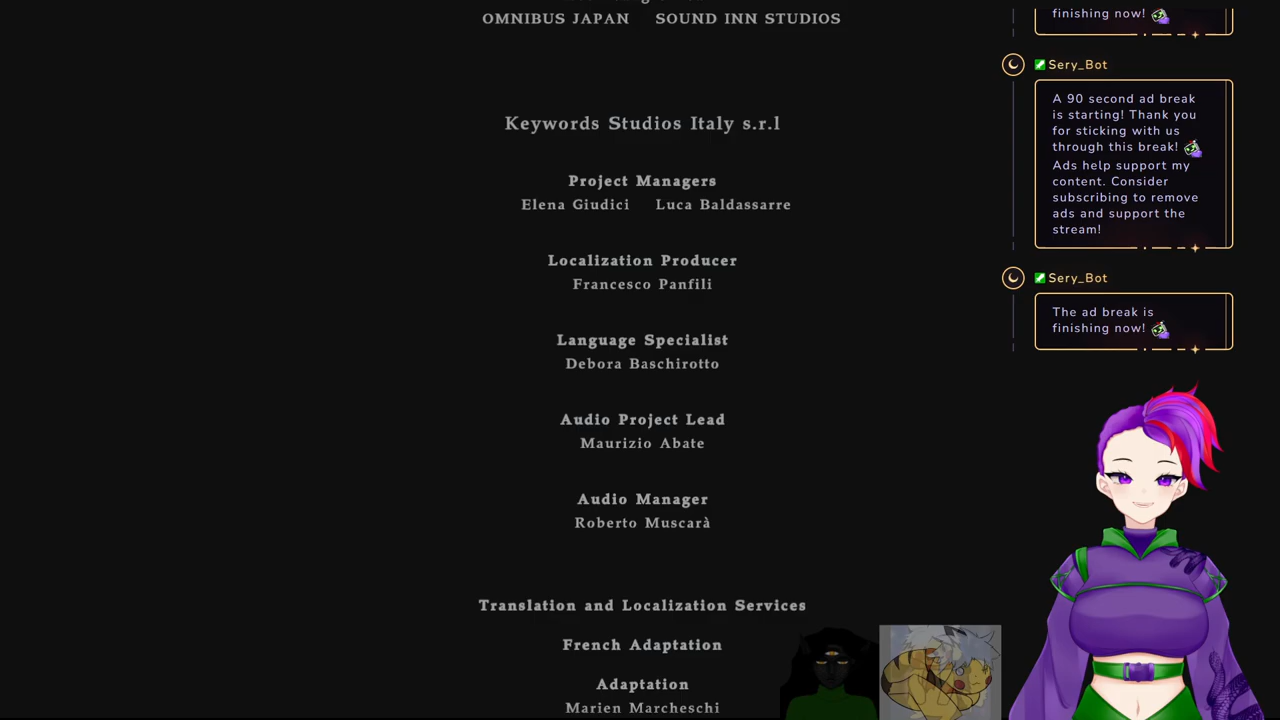 OMNIBUS JAPAN SOUND INN STUDIOS
Keywords Studios Italy s.r.l
Project Managers
Elena Giudici Luca Baldassarre
Localization Producer
Francesco Panfili
Language Specialist
Debora Baschirotto
Audio Project Lead
Maurizio Abate
Audio Manager
Roberto Muscarà
Translation and Localization Services
French Adaptation
Adaptation
Marien Marcheschi
finishing now!
Sery_Bot
A 90 second ad break
is starting! Thank you
for sticking with us
through this break!
Ads help support my
content. Consider
subscribing to remove
ads and support the
stream!
Sery_Bot
The ad break is
finishing now!